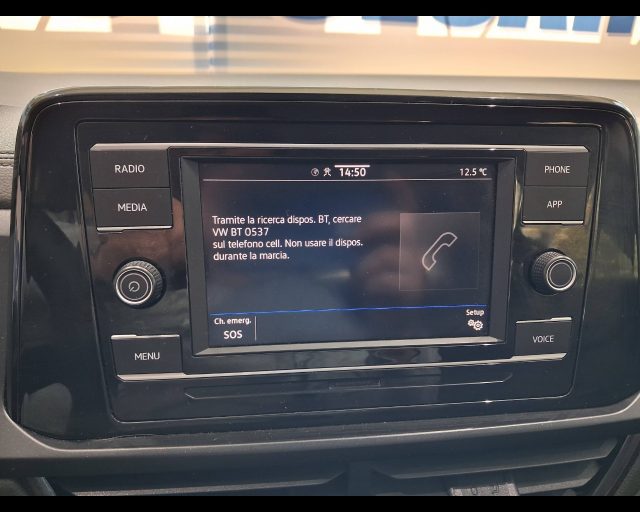 RADIO
MEDIA
MENU
14:50
12.5 °C
Tramite la ricerca dispos. BT, cercare
VW BT 0537
sul telefono cell. Non usare il dispos.
durante la marcia.
Ch. emerg.
SOS
Setup
PHONE
APP
VOICE